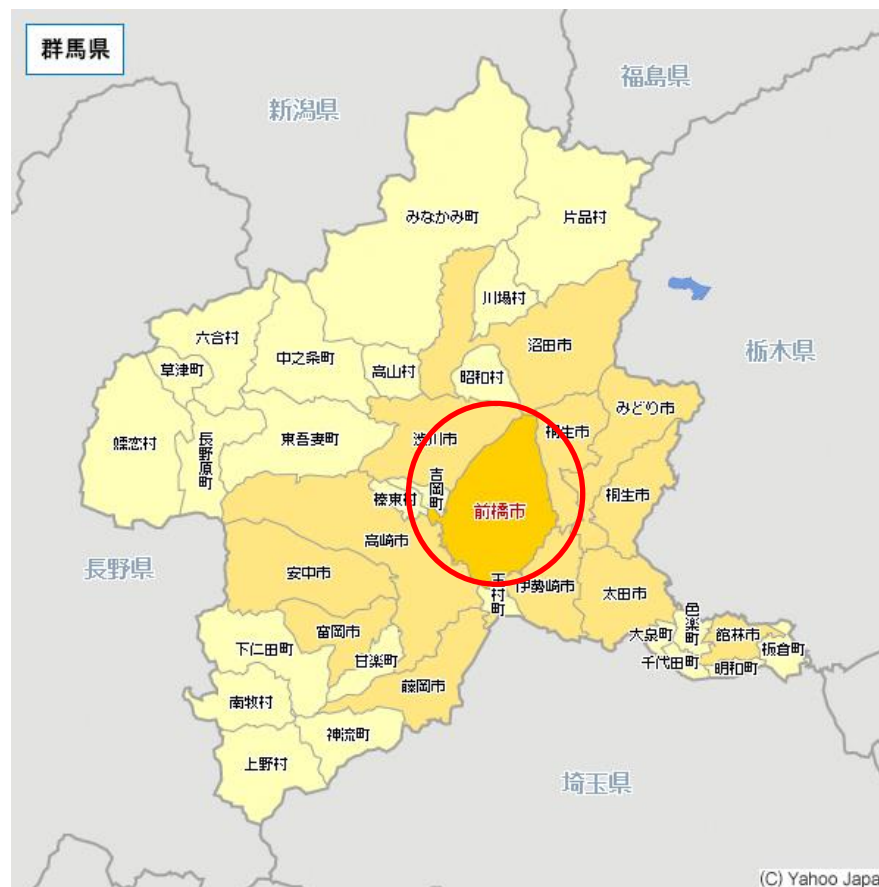 群馬県
福島県
新潟県
みなかみ町
片品村
川場村
六合村
沼田市
栃木県
中之条町
草津町
高山村
昭和村
みどり市
嬬恋村
長野原町
東吾妻町
渋川市
桐生市
吉岡町
榛東村
桐生市
前橋市
高崎市
長野県
安中市
玉村町
伊勢崎市
太田市
邑楽町
富岡市
大泉町
館林市
下仁田町
甘楽町
板倉町
千代田町
明和町
藤岡市
南牧村
神流町
上野村
埼玉県
(C) Yahoo Japa